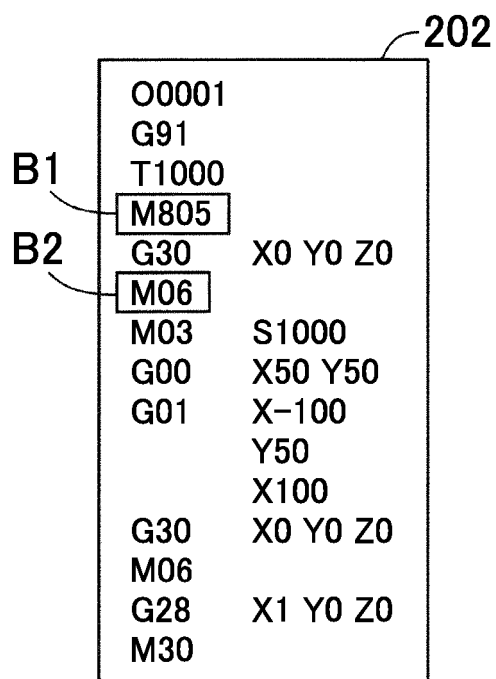 202
O0001
G91
T1000
B1
M805
B2
G30 X0 Y0 Z0
M06
M03 S1000
G00 X50 Y50
G01 X-100
Y50
X100
G30 X0 Y0 Z0
M06
G28 X1 Y0 Z0
M30